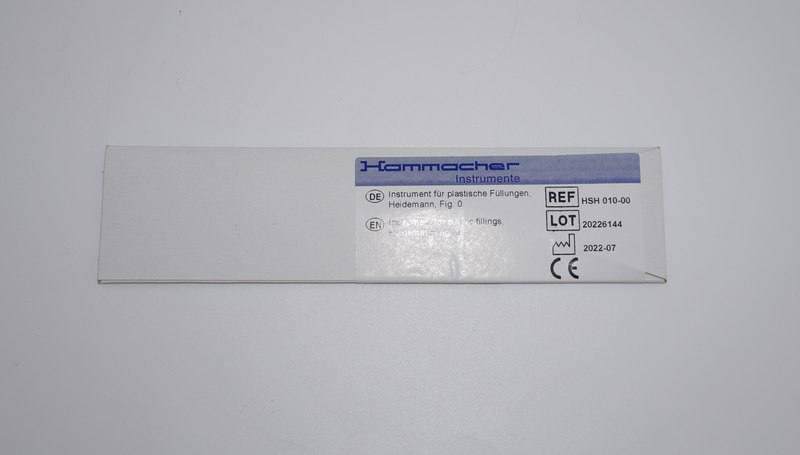 Hammacher
Instrumente
DE Instrument für plastische Füllungen,
Heidemann, Fig. 0
EN fillings,
REF HSH 010-00
LOT 20226144
2022-07
CE